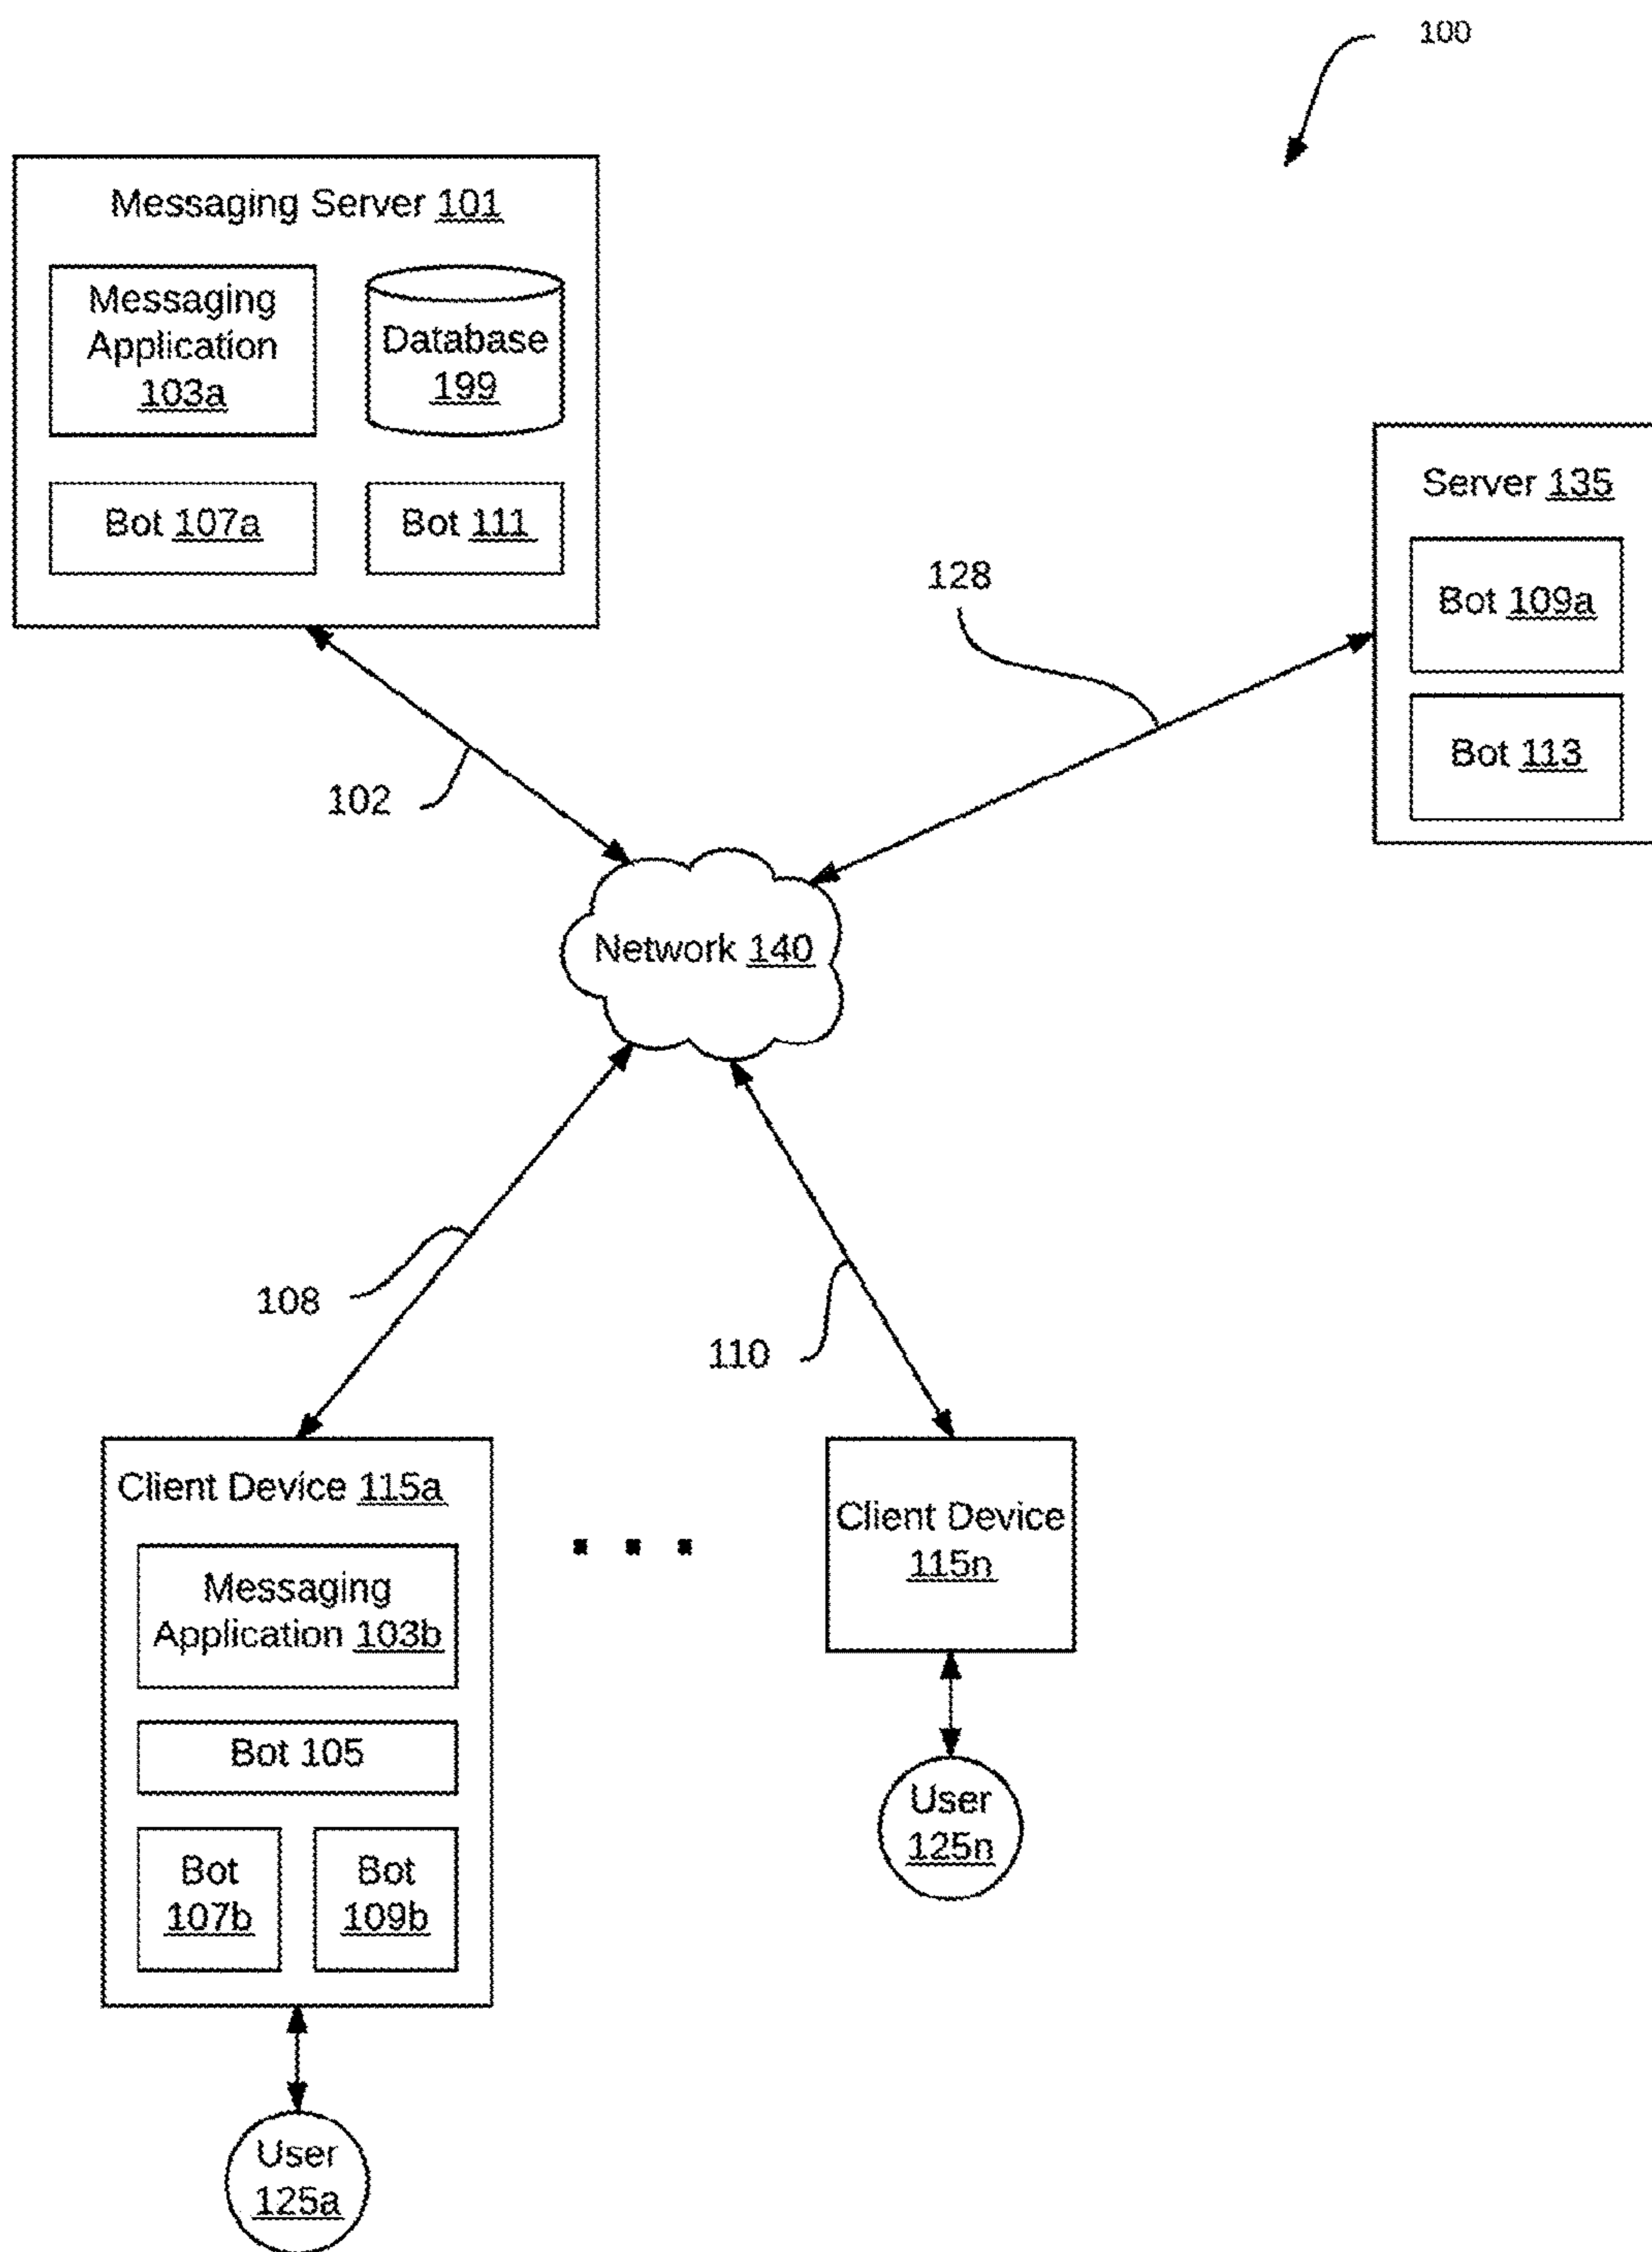 100
Messaging Server 101
Messaging
Application
103a
Database
199
Bot 107a
Bot 111
Server 135
Bot 109a
Bot 113
128
102
Network 140
108
110
Client Device 115a
Messaging
Application 103b
Bot 105
Bot
107b
Bot
109b
. . .
Client Device
115n
User
125n
User
125a